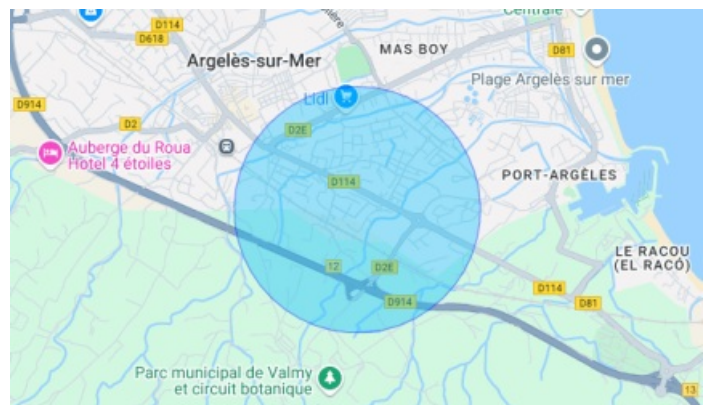 Centrale
D114
D618
MAS BOY
D81
Argelès-sur-Mer
Plage Argelès sur mer
Lidl
D914
D2
D2E
Auberge du Roua
Hotel 4 étoiles
D114
PORT-ARGÈLES
LE RACOU
(EL RACÓ)
12
D2E
D114
D914
D81
Parc municipal de Valmy
et circuit botanique
13